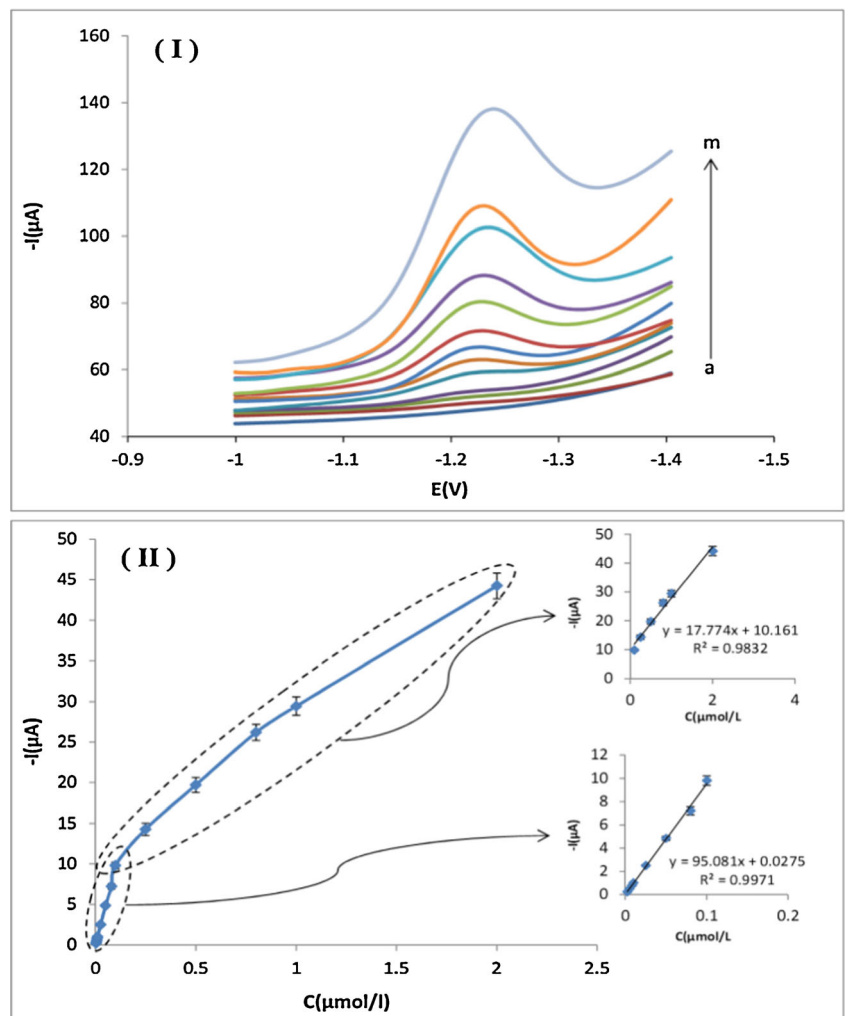 ( I )
160
140
120
100
80
60
40
-I(µA)
m
a
-0.9 -1 -1.1 -1.2 -1.3 -1.4 -1.5
E(V)
( II )
50
45
40
35
30
25
20
15
10
5
0
-I(µA)
0 0.5 1 1.5 2 2.5
C(µmol/l)
50
40
30
20
10
0
-I(µA)
y = 17.774x + 10.161
R² = 0.9832
0 2 4
C(µmol/L
12
10
8
6
4
2
0
-I(µA)
y = 95.081x + 0.0275
R² = 0.9971
0 0.1 0.2
C(µmol/L